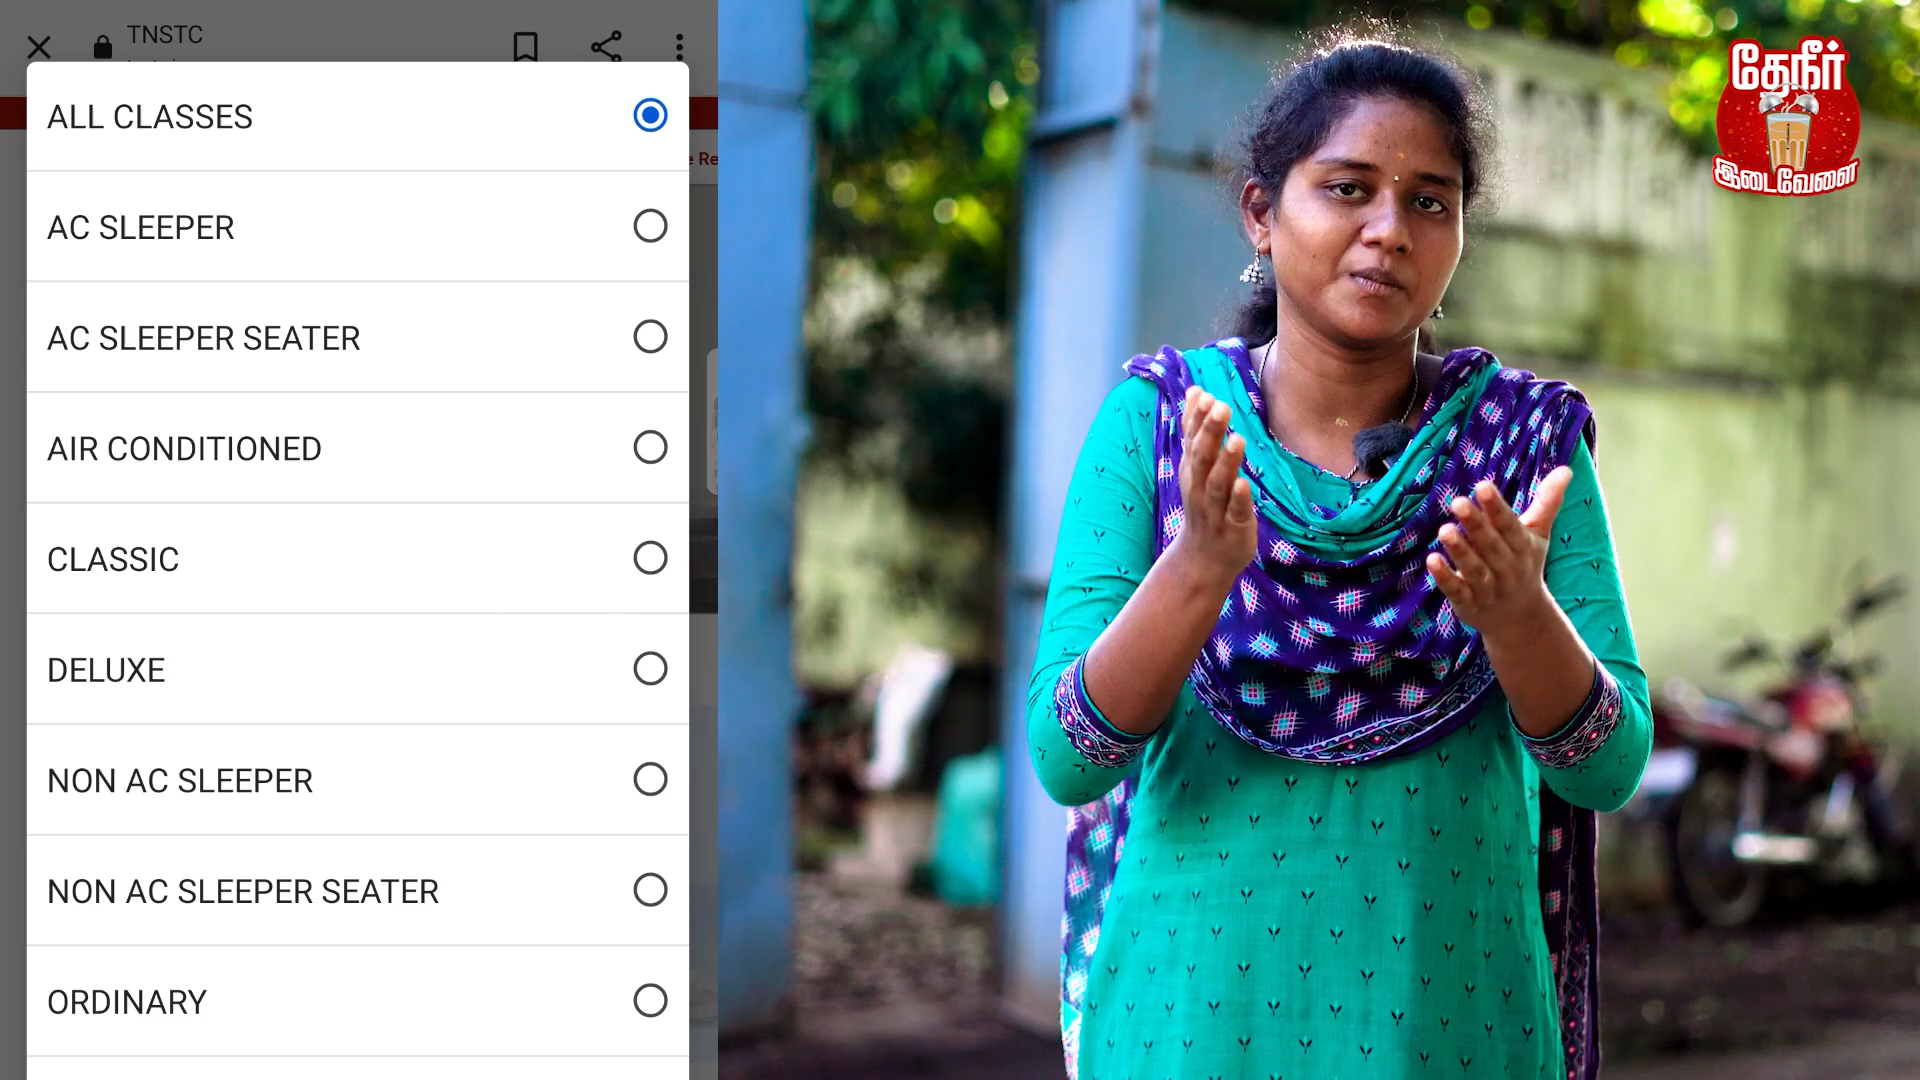 TNSTC
e Re
ALL CLASSES
AC SLEEPER
AC SLEEPER SEATER
AIR CONDITIONED
CLASSIC
DELUXE
NON AC SLEEPER
NON AC SLEEPER SEATER
ORDINARY
தேநீர்
இடைவேளை